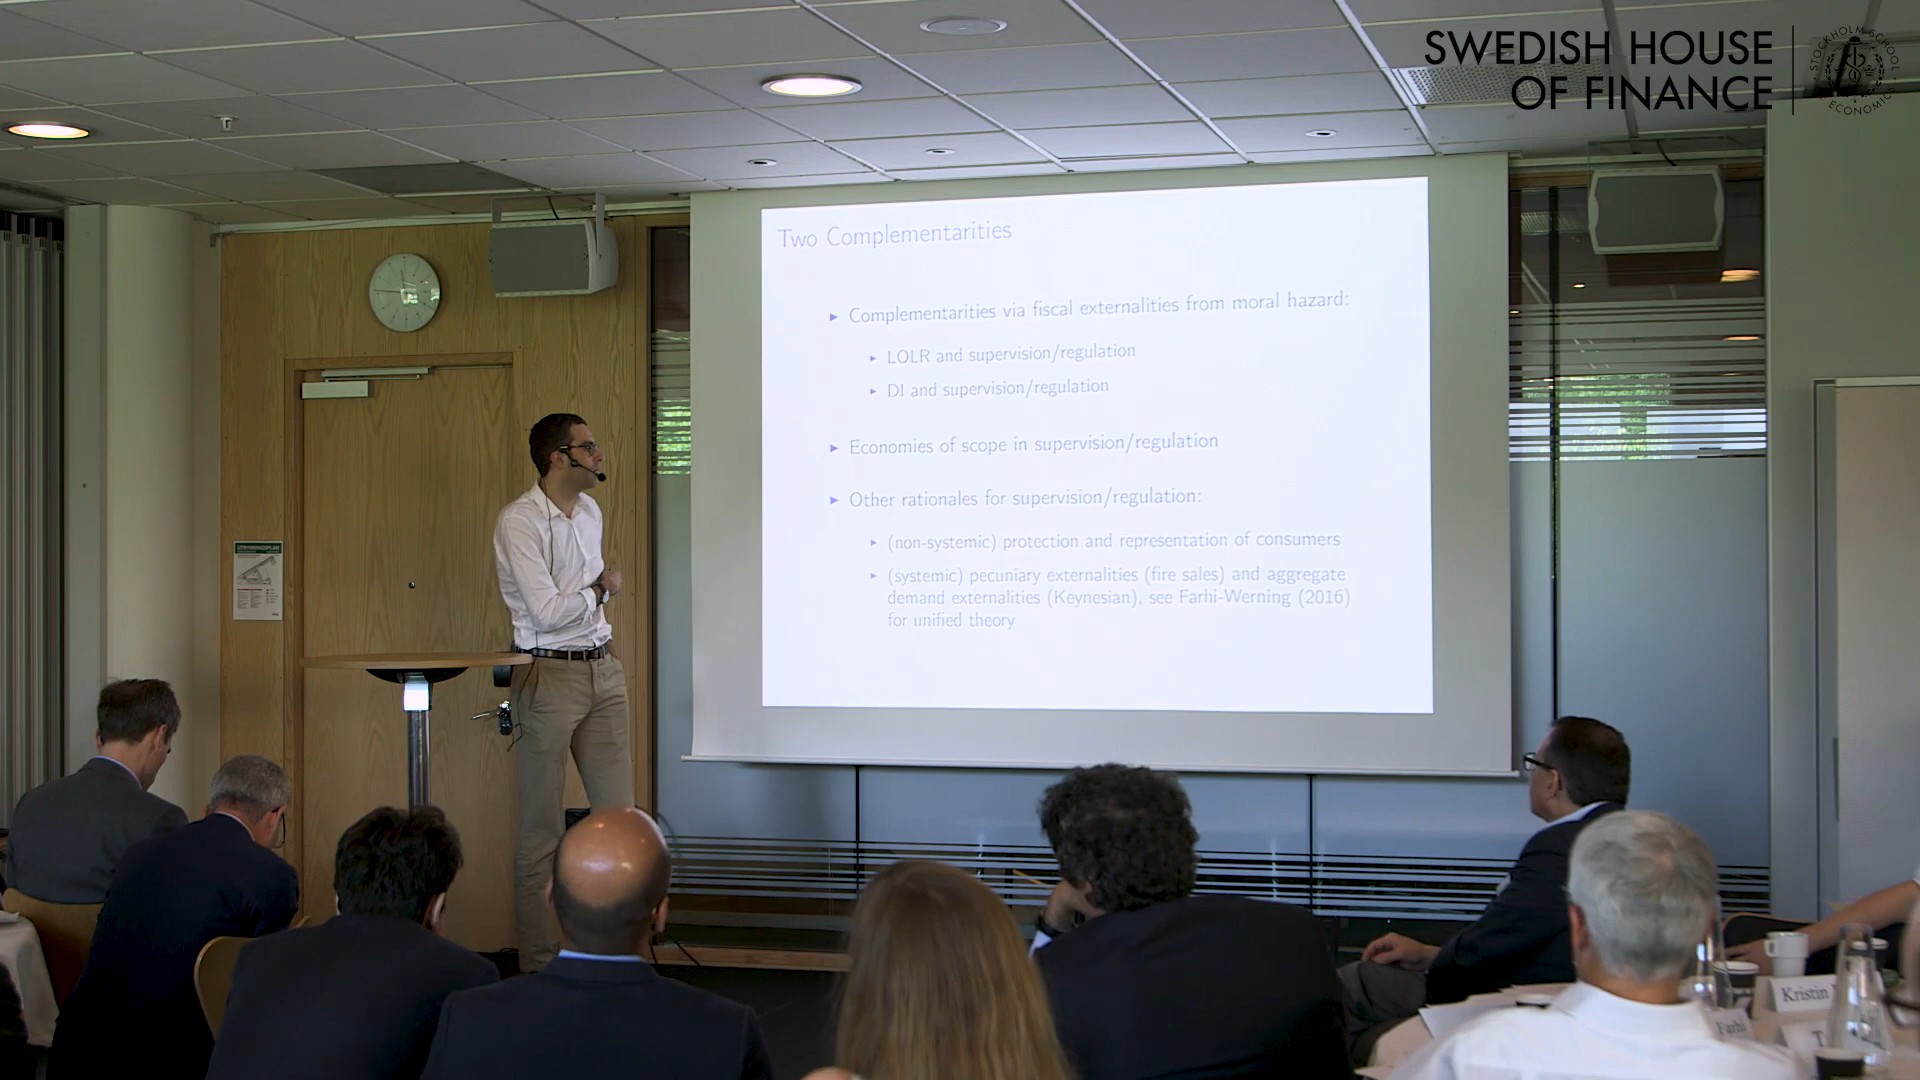 SWEDISH HOUSE
OF FINANCE
STOCKHOLM SCHOOL
ECONOMICS
Two Complementarities
▸ Complementarities via fiscal externalities from moral hazard:
▸ LOLR and supervision/regulation
▸ DI and supervision/regulation
▸ Economies of scope in supervision/regulation
▸ Other rationales for supervision/regulation:
▸ (non-systemic) protection and representation of consumers
▸ (systemic) pecuniary externalities (fire sales) and aggregate
demand externalities (Keynesian), see Farhi-Werning (2016)
for unified theory
Kristin
Farhi